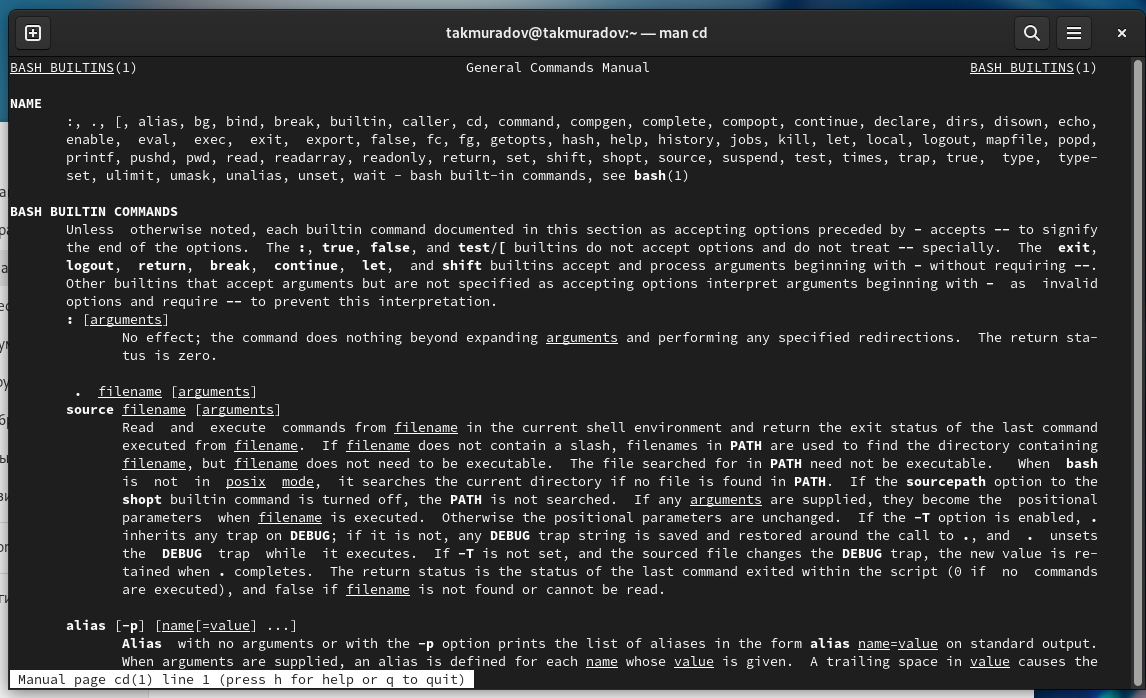 takmuradov@takmuradov:~ — man cd
BASH BUILTINS(1) General Commands Manual BASH BUILTINS(1)
NAME
:, ., [, alias, bg, bind, break, builtin, caller, cd, command, compgen, complete, compopt, continue, declare, dirs, disown, echo,
enable, eval, exec, exit, export, false, fc, fg, getopts, hash, help, history, jobs, kill, let, local, logout, mapfile, popd,
printf, pushd, pwd, read, readarray, readonly, return, set, shift, shopt, source, suspend, test, times, trap, true, type, type-
set, ulimit, umask, unalias, unset, wait - bash built-in commands, see bash(1)
BASH BUILTIN COMMANDS
Unless otherwise noted, each builtin command documented in this section as accepting options preceded by - accepts -- to signify
the end of the options. The :, true, false, and test/[ builtins do not accept options and do not treat -- specially. The exit,
logout, return, break, continue, let, and shift builtins accept and process arguments beginning with - without requiring --.
Other builtins that accept arguments but are not specified as accepting options interpret arguments beginning with - as invalid
options and require -- to prevent this interpretation.
: [arguments]
No effect; the command does nothing beyond expanding arguments and performing any specified redirections. The return sta-
tus is zero.
. filename [arguments]
source filename [arguments]
Read and execute commands from filename in the current shell environment and return the exit status of the last command
executed from filename. If filename does not contain a slash, filenames in PATH are used to find the directory containing
filename, but filename does not need to be executable. The file searched for in PATH need not be executable. When bash
is not in posix mode, it searches the current directory if no file is found in PATH. If the sourcepath option to the
shopt builtin command is turned off, the PATH is not searched. If any arguments are supplied, they become the positional
parameters when filename is executed. Otherwise the positional parameters are unchanged. If the -T option is enabled, .
inherits any trap on DEBUG; if it is not, any DEBUG trap string is saved and restored around the call to ., and . unsets
the DEBUG trap while it executes. If -T is not set, and the sourced file changes the DEBUG trap, the new value is re-
tained when . completes. The return status is the status of the last command exited within the script (0 if no commands
are executed), and false if filename is not found or cannot be read.
alias [-p] [name[=value] ...]
Alias with no arguments or with the -p option prints the list of aliases in the form alias name=value on standard output.
When arguments are supplied, an alias is defined for each name whose value is given. A trailing space in value causes the
Manual page cd(1) line 1 (press h for help or q to quit)